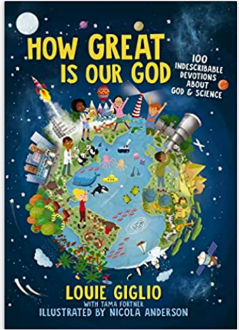 HOW GREAT
IS OUR GOD
100
INDESCRIBABLE
DEVOTIONS
ABOUT
GOD & SCIENCE
LOUIE GIGLIO
WITH TAMA FORTNER
ILLUSTRATED BY NICOLA ANDERSON